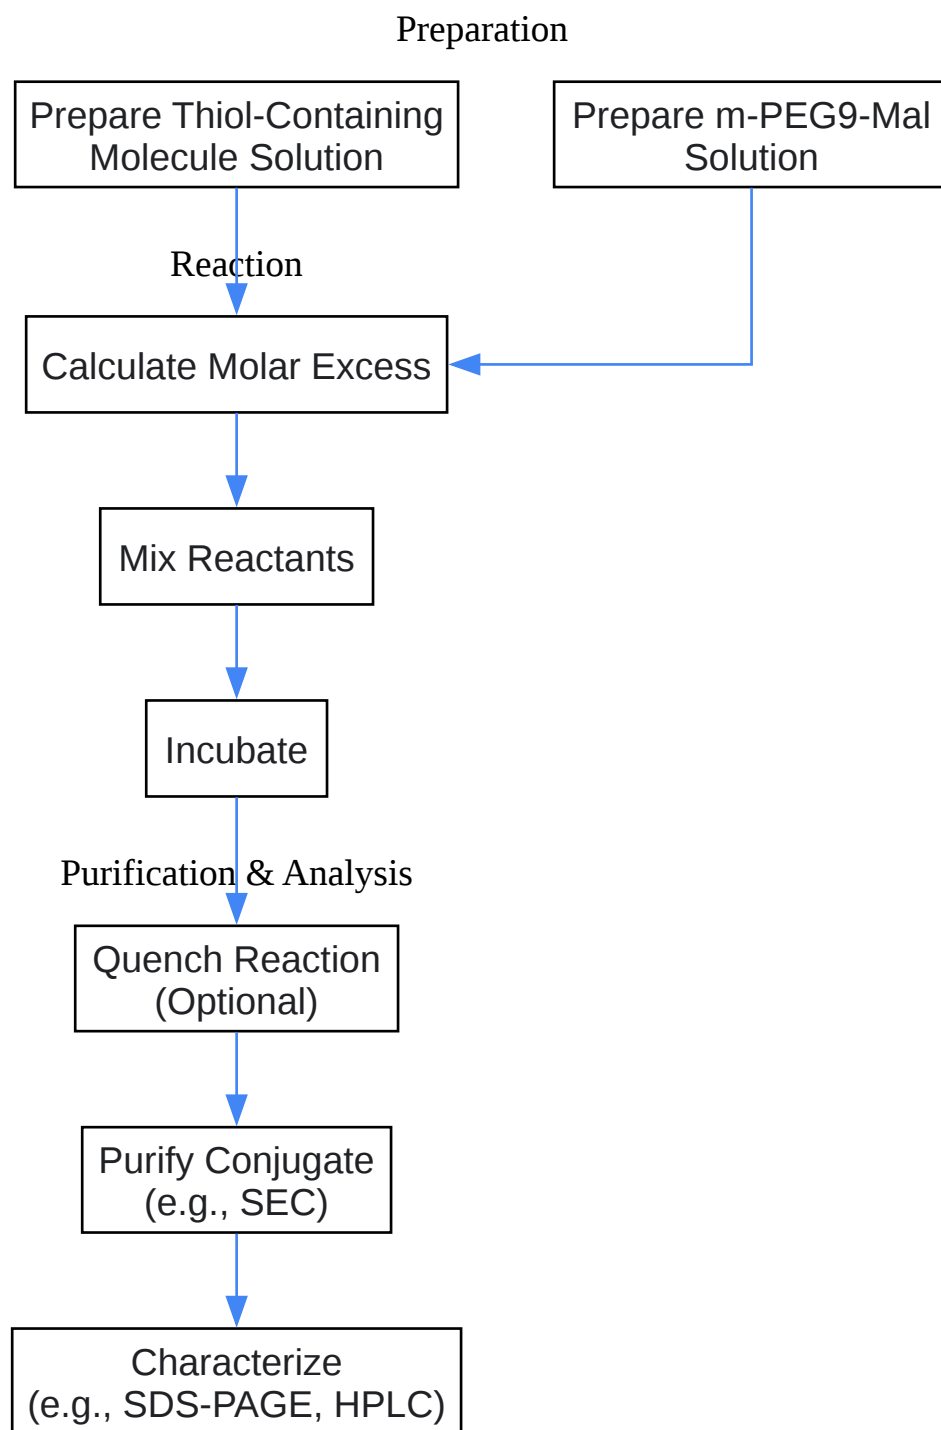 Preparation
Prepare Thiol-Containing
Molecule Solution
Prepare m-PEG9-Mal
Solution
Reaction
Calculate Molar Excess
Mix Reactants
Incubate
Purification & Analysis
Quench Reaction
(Optional)
Purify Conjugate
(e.g., SEC)
Characterize
(e.g., SDS-PAGE, HPLC)